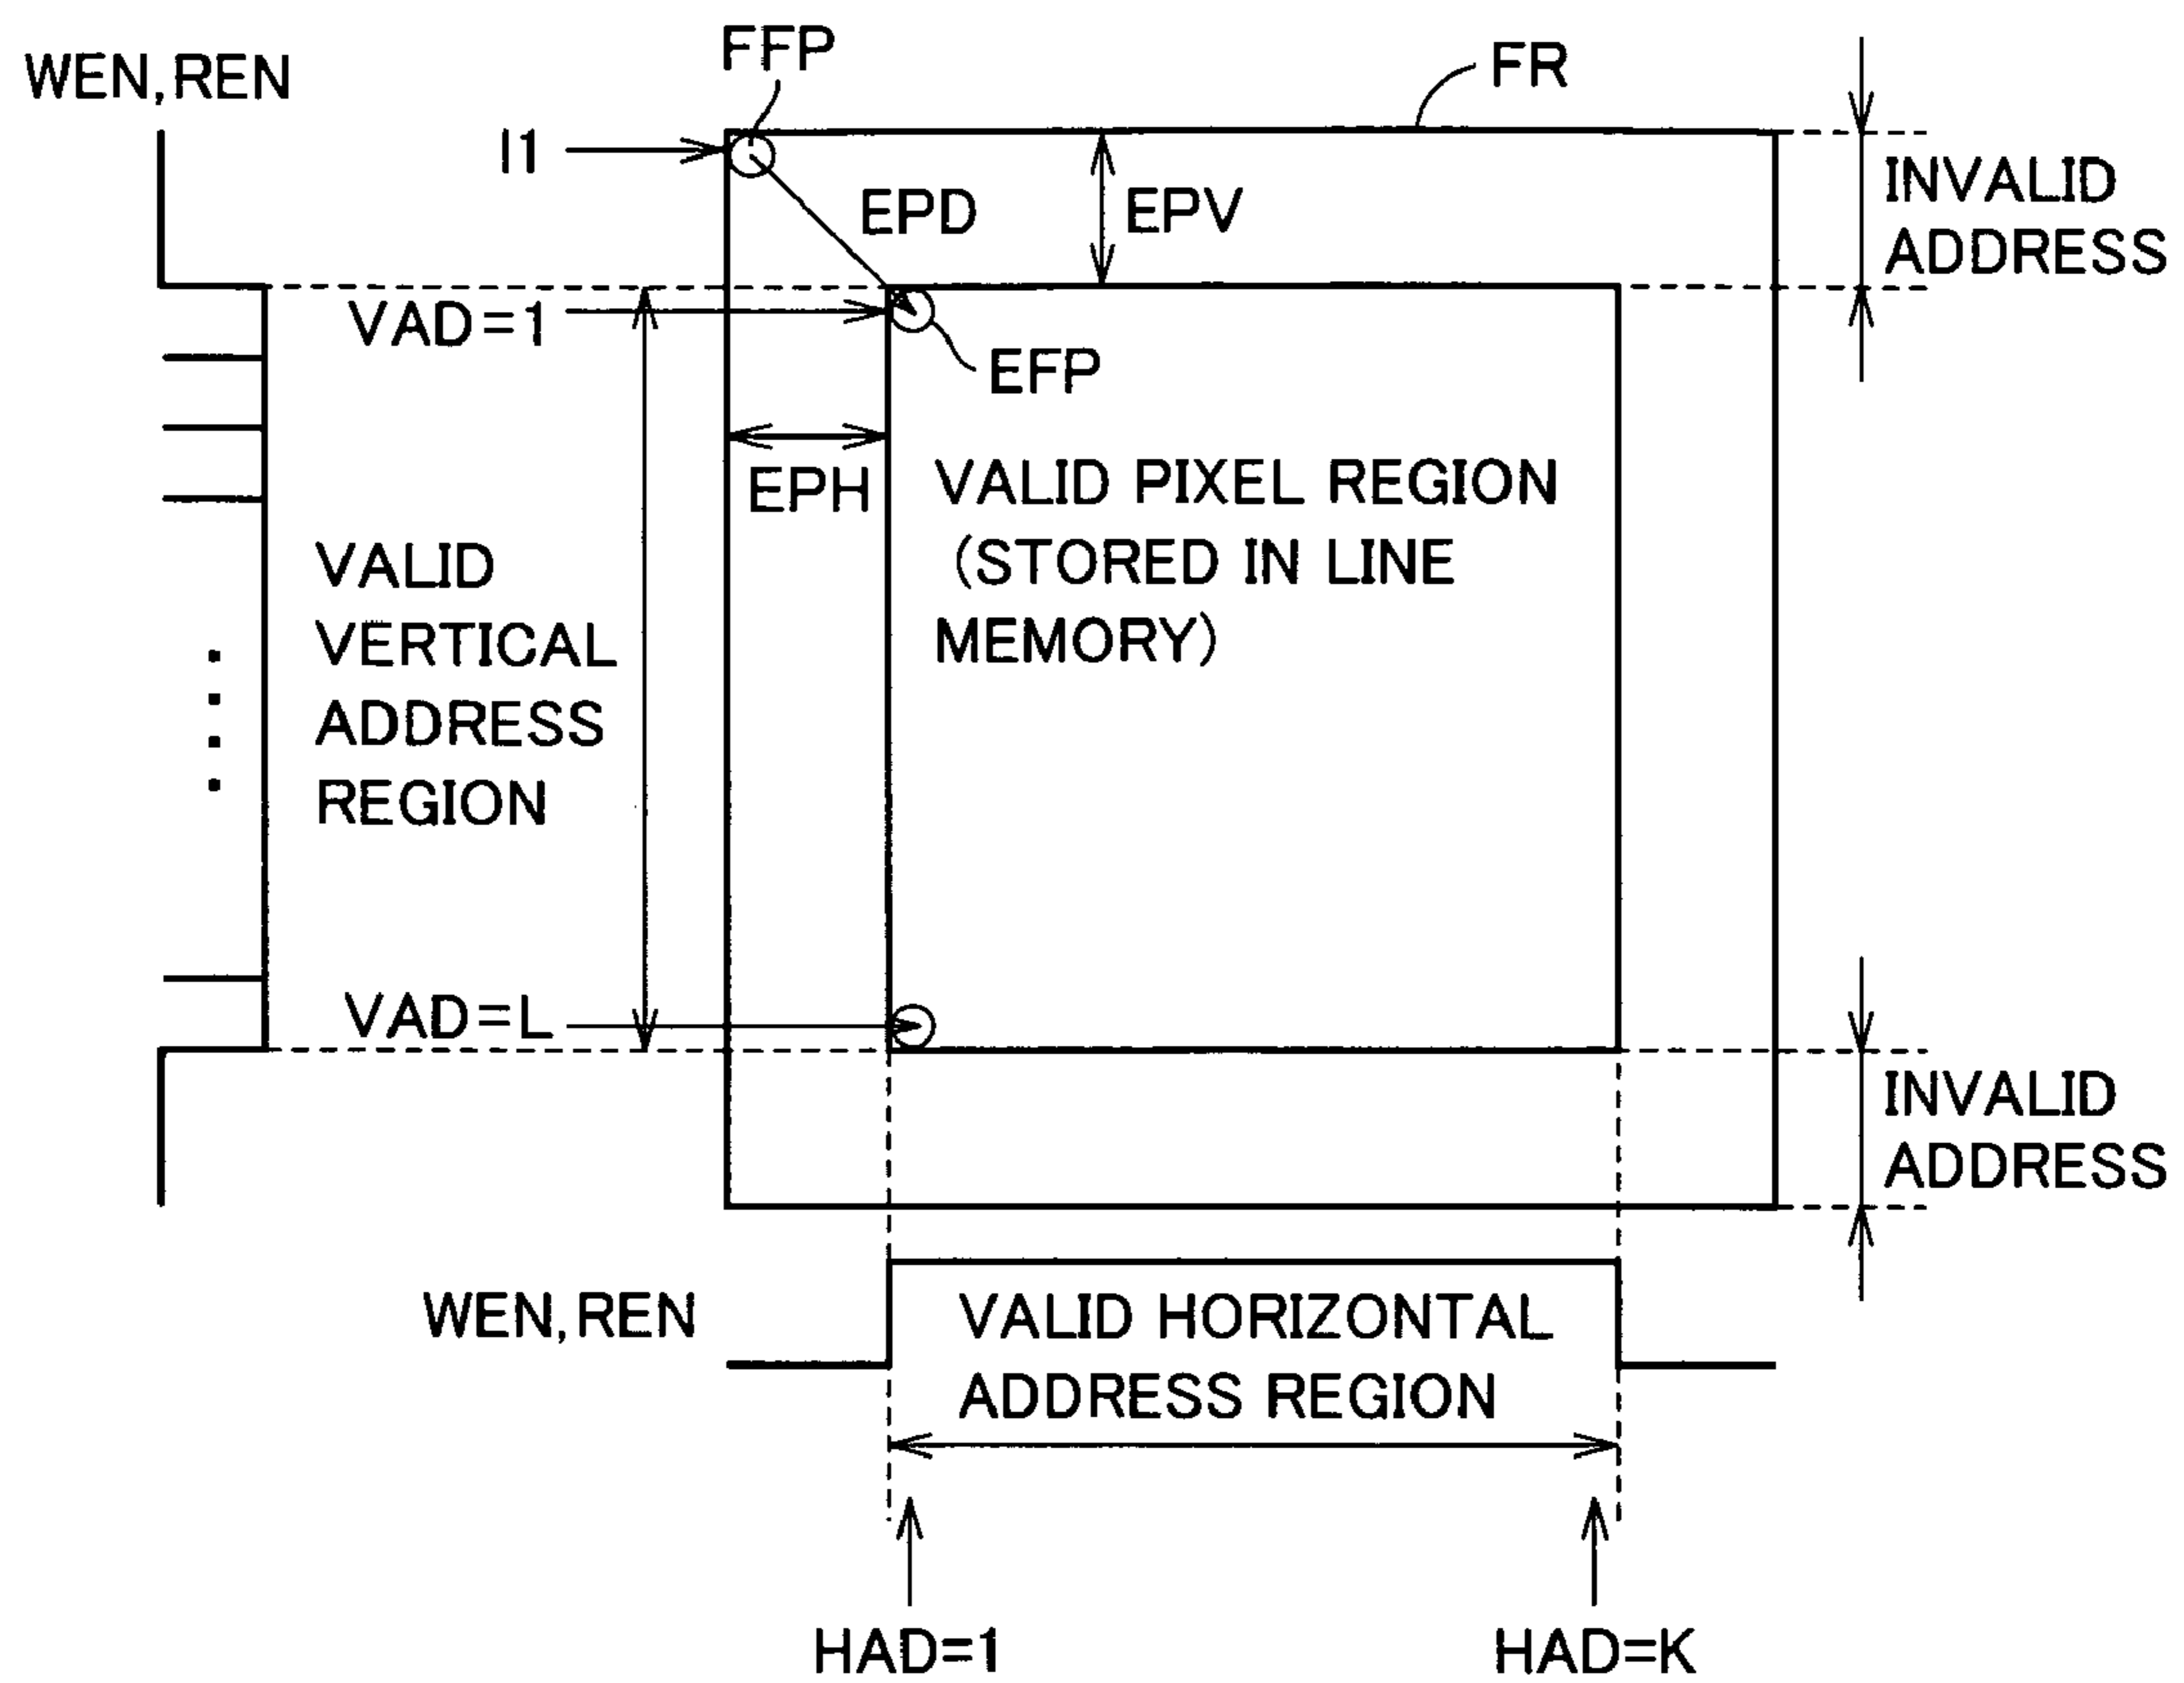 FFP
FR
WEN,REN
I1
EPD
EPV
INVALID
ADDRESS
VAD=1
EFP
EPH
VALID PIXEL REGION
(STORED IN LINE
MEMORY)
VALID
VERTICAL
ADDRESS
REGION
VAD=L
INVALID
ADDRESS
WEN,REN
VALID HORIZONTAL
ADDRESS REGION
HAD=1
HAD=K